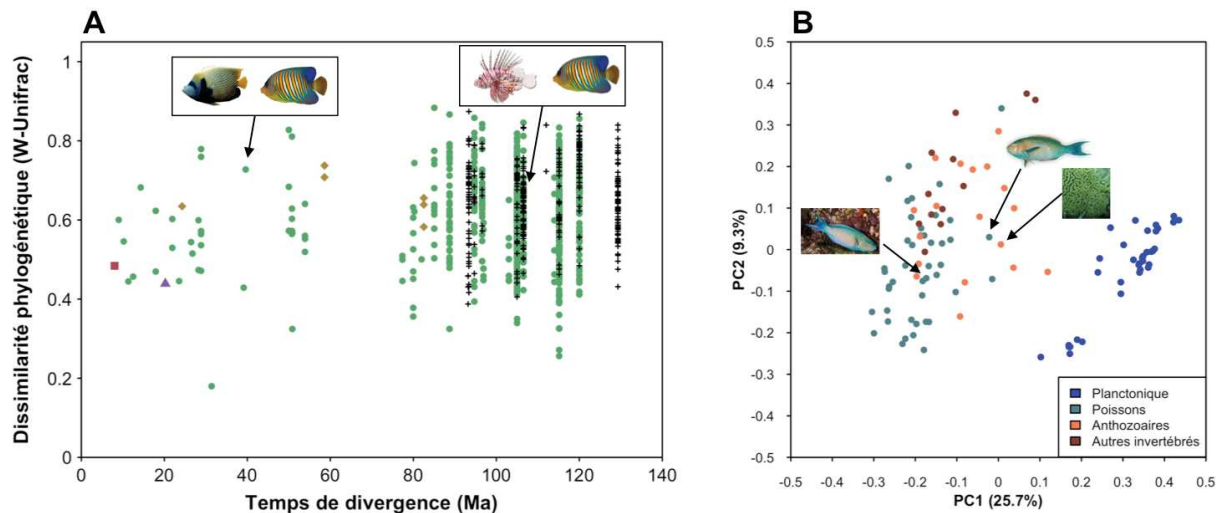 A
Dissimilarité phylogénétique (W-Unifrac)
1
0.8
0.6
0.4
0.2
0
0 20 40 60 80 100 120 140
Temps de divergence (Ma)
B
PC2 (9.3%)
0.5
0.4
0.3
0.2
0.1
0
-0.1
-0.2
-0.3
-0.4
-0.5
Planctonique
Poissons
Anthozoaires
Autres invertébrés
-0.5 -0.4 -0.3 -0.2 -0.1 0 0.1 0.2 0.3 0.4 0.5
PC1 (25.7%)